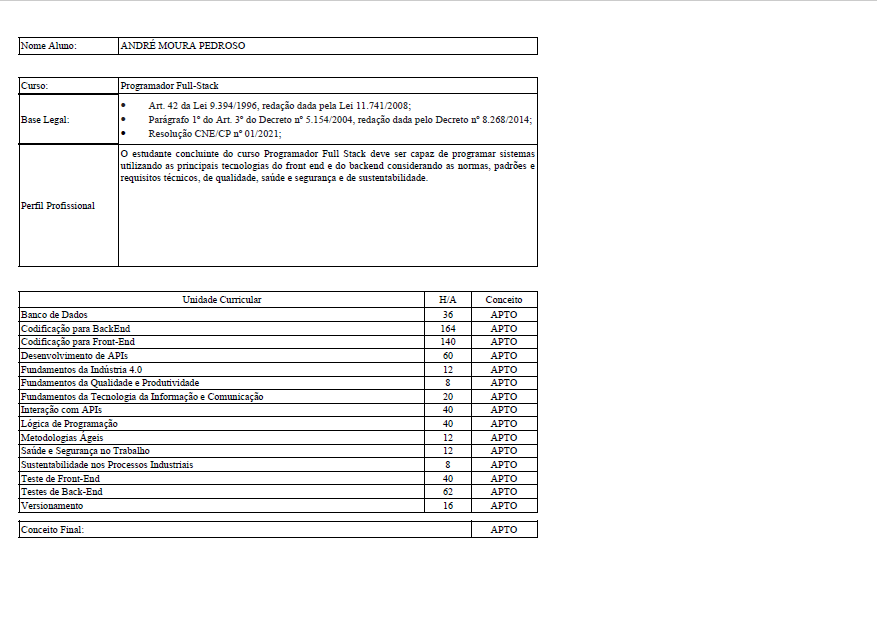 Nome Aluno: ANDRÉ MOURA PEDROSO
Curso: Programador Full-Stack
Base Legal:
• Art. 42 da Lei 9.394/1996, redação dada pela Lei 11.741/2008;
• Parágrafo 1º do Art. 3º do Decreto nº 5.154/2004, redação dada pelo Decreto nº 8.268/2014;
• Resolução CNE/CP nº 01/2021;
Perfil Profissional
O estudante concluinte do curso Programador Full Stack deve ser capaz de programar sistemas
utilizando as principais tecnologias do front end e do backend considerando as normas, padrões e
requisitos técnicos, de qualidade, saúde e segurança e de sustentabilidade.
Unidade Curricular H/A Conceito
Banco de Dados 36 APTO
Codificação para BackEnd 164 APTO
Codificação para Front-End 140 APTO
Desenvolvimento de APIs 60 APTO
Fundamentos da Indústria 4.0 12 APTO
Fundamentos da Qualidade e Produtividade 8 APTO
Fundamentos da Tecnologia da Informação e Comunicação 20 APTO
Interação com APIs 40 APTO
Lógica de Programação 40 APTO
Metodologias Ágeis 12 APTO
Saúde e Segurança no Trabalho 12 APTO
Sustentabilidade nos Processos Industriais 8 APTO
Teste de Front-End 40 APTO
Testes de Back-End 62 APTO
Versionamento 16 APTO
Conceito Final: APTO